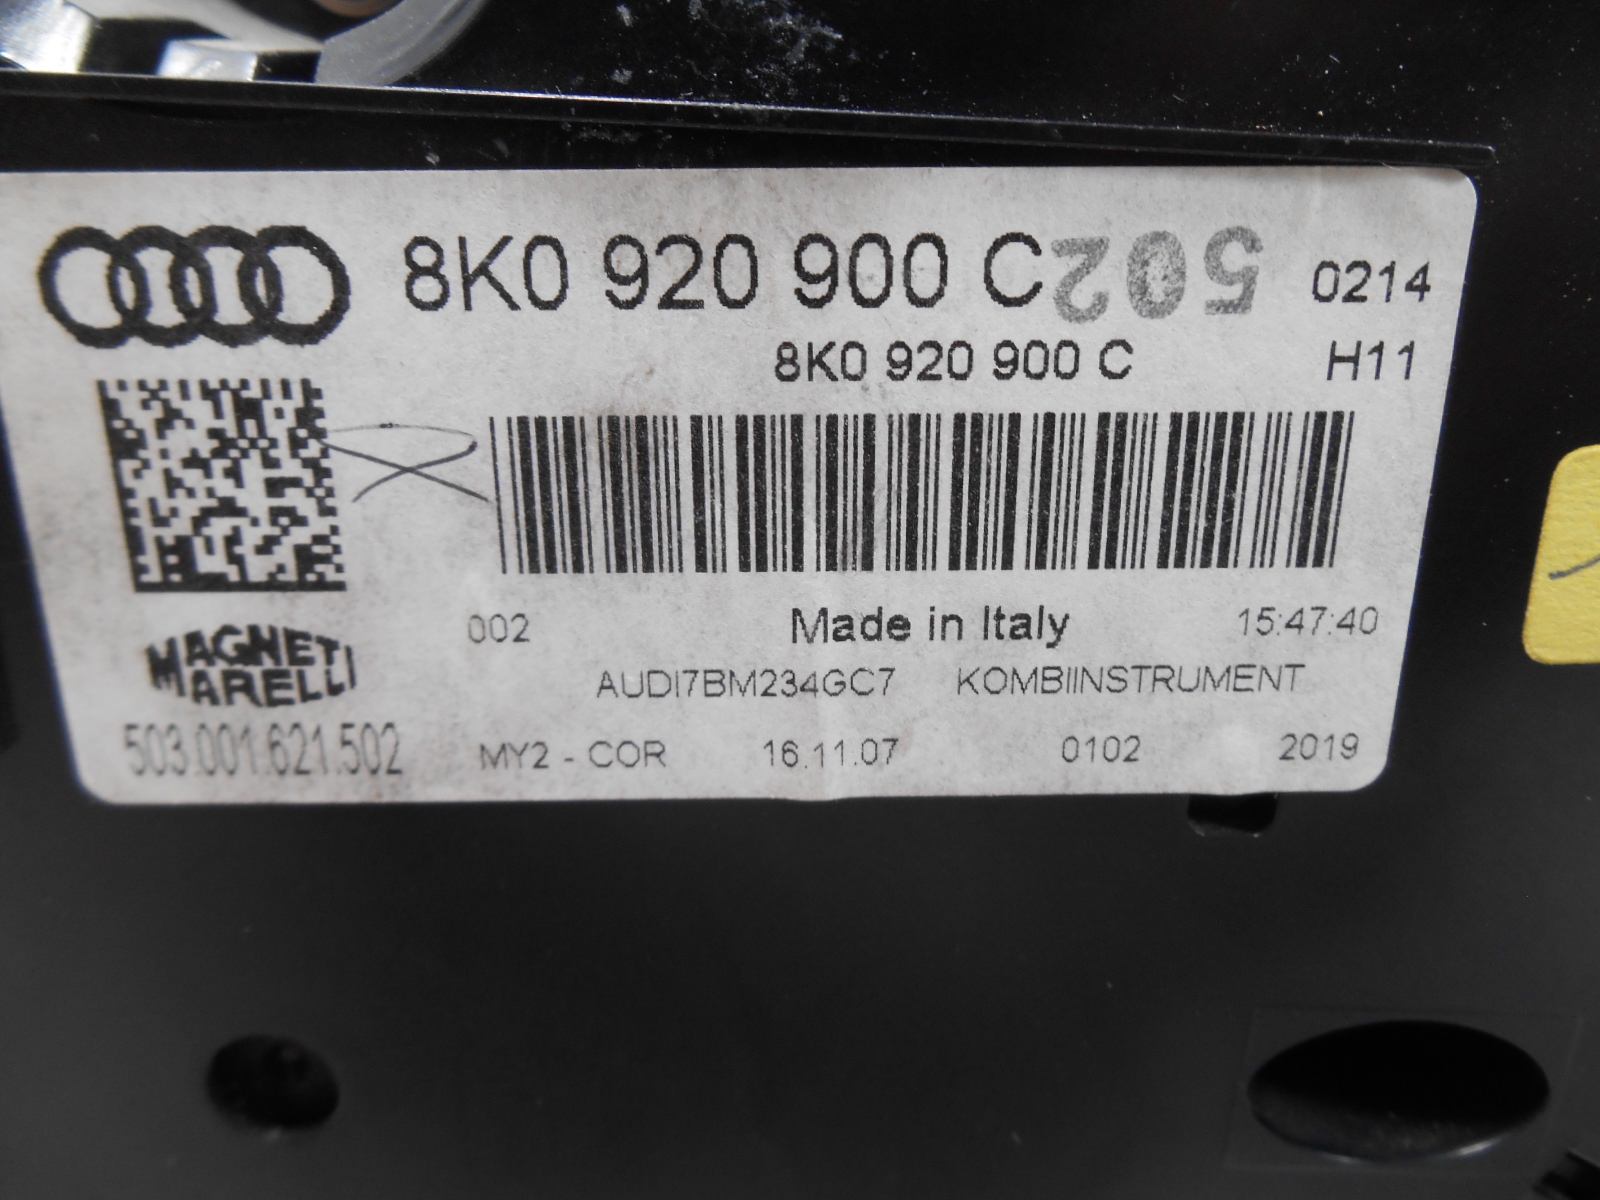 8K0 920 900 C 502 0214
8K0 920 900 C H11
002 Made in Italy 15:47:40
MAGNETI
MARELLI
AUDI7BM234GC7 KOMBIINSTRUMENT
503.001.621.502 MY2 - COR 16.11.07 0102 2019